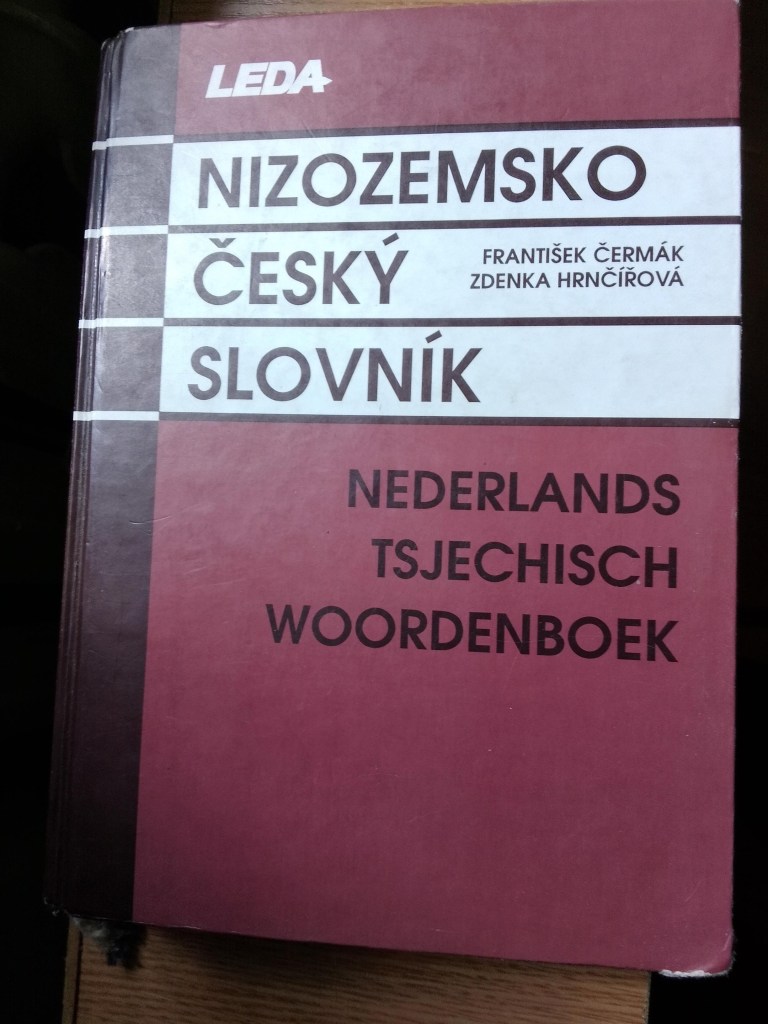 LEDA
NIZOZEMSKO
ČESKÝ
FRANTIŠEK ČERMÁK
ZDENKA HRNČÍŘOVÁ
SLOVNÍK
NEDERLANDS
TSJECHISCH
WOORDENBOEK